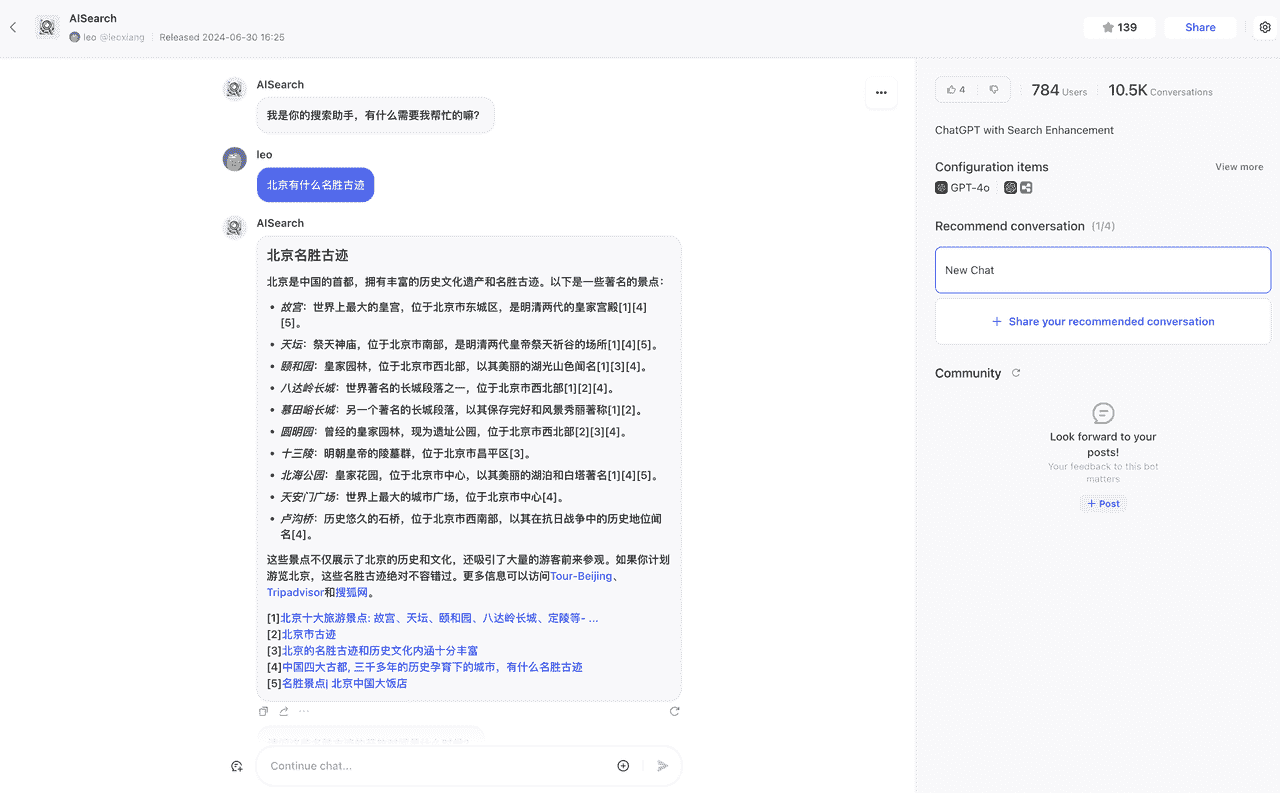 AISearch
leo @leoxiang Released 2024-06-30 16:25
139
Share
AISearch
我是你的搜索助手，有什么需要我帮忙的嘛？
leo
北京有什么名胜古迹
AISearch
北京名胜古迹
北京是中国的首都，拥有丰富的历史文化遗产和名胜古迹。以下是一些著名的景点：
• 故宫：世界上最大的皇宫，位于北京市东城区，是明清两代的皇家宫殿[1][4]
[5]。
• 天坛：祭天神庙，位于北京市南部，是明清两代皇帝祭天祈谷的场所[1][4][5]。
• 颐和园：皇家园林，位于北京市西北部，以其美丽的湖光山色闻名[1][3][4]。
• 八达岭长城：世界著名的长城段落之一，位于北京市西北部[1][2][4]。
• 慕田峪长城：另一个著名的长城段落，以其保存完好和风景秀丽著称[1][2]。
• 圆明园：曾经的皇家园林，现为遗址公园，位于北京市西北部[2][3][4]。
• 十三陵：明朝皇帝的陵墓群，位于北京市昌平区[3]。
• 北海公园：皇家花园，位于北京市中心，以其美丽的湖泊和白塔著名[1][4][5]。
• 天安门广场：世界上最大的城市广场，位于北京市中心[4]。
• 卢沟桥：历史悠久的石桥，位于北京市西南部，以其在抗日战争中的历史地位闻
名[4]。
这些景点不仅展示了北京的历史和文化，还吸引了大量的游客前来参观。如果你计划
游览北京，这些名胜古迹绝对不容错过。更多信息可以访问Tour-Beijing、
Tripadvisor和搜狐网。
[1]北京十大旅游景点: 故宫、天坛、颐和园、八达岭长城、定陵等- ...
[2]北京市古迹
[3]北京的名胜古迹和历史文化内涵十分丰富
[4]中国四大古都, 三千多年的历史孕育下的城市，有什么名胜古迹
[5]名胜景点| 北京中国大饭店
Continue chat...
4
784 Users
10.5K Conversations
ChatGPT with Search Enhancement
Configuration items
View more
GPT-4o
Recommend conversation (1/4)
New Chat
+ Share your recommended conversation
Community
Look forward to your
posts!
Your feedback to this bot
matters
+ Post